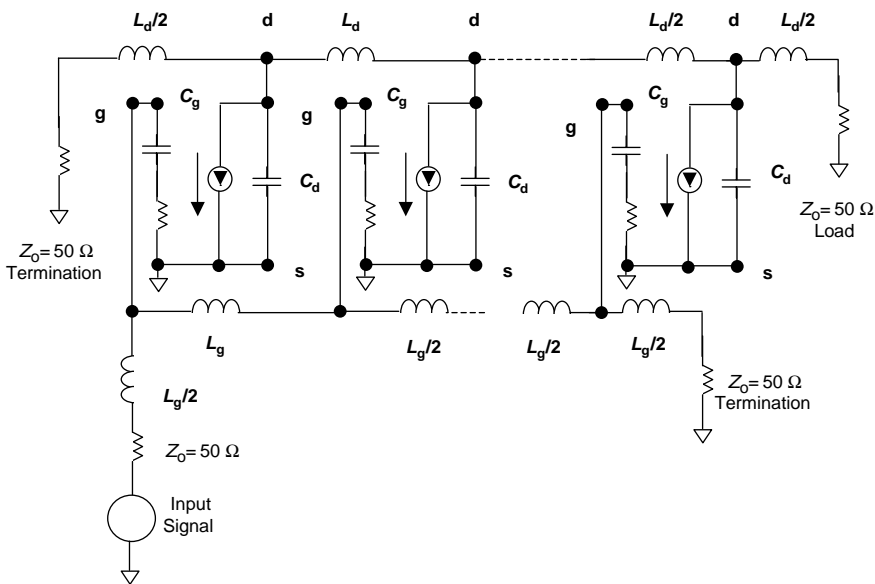 Ld/2
d
Ld
d
Ld/2
d
Ld/2
g
Cg
Cd
s
g
Cg
Cd
s
g
Cg
Cd
s
Zo= 50 Ω
Termination
Zo= 50 Ω
Load
Lg
Lg/2
Lg/2
Lg/2
Lg/2
Zo= 50 Ω
Termination
Zo= 50 Ω
Input
Signal